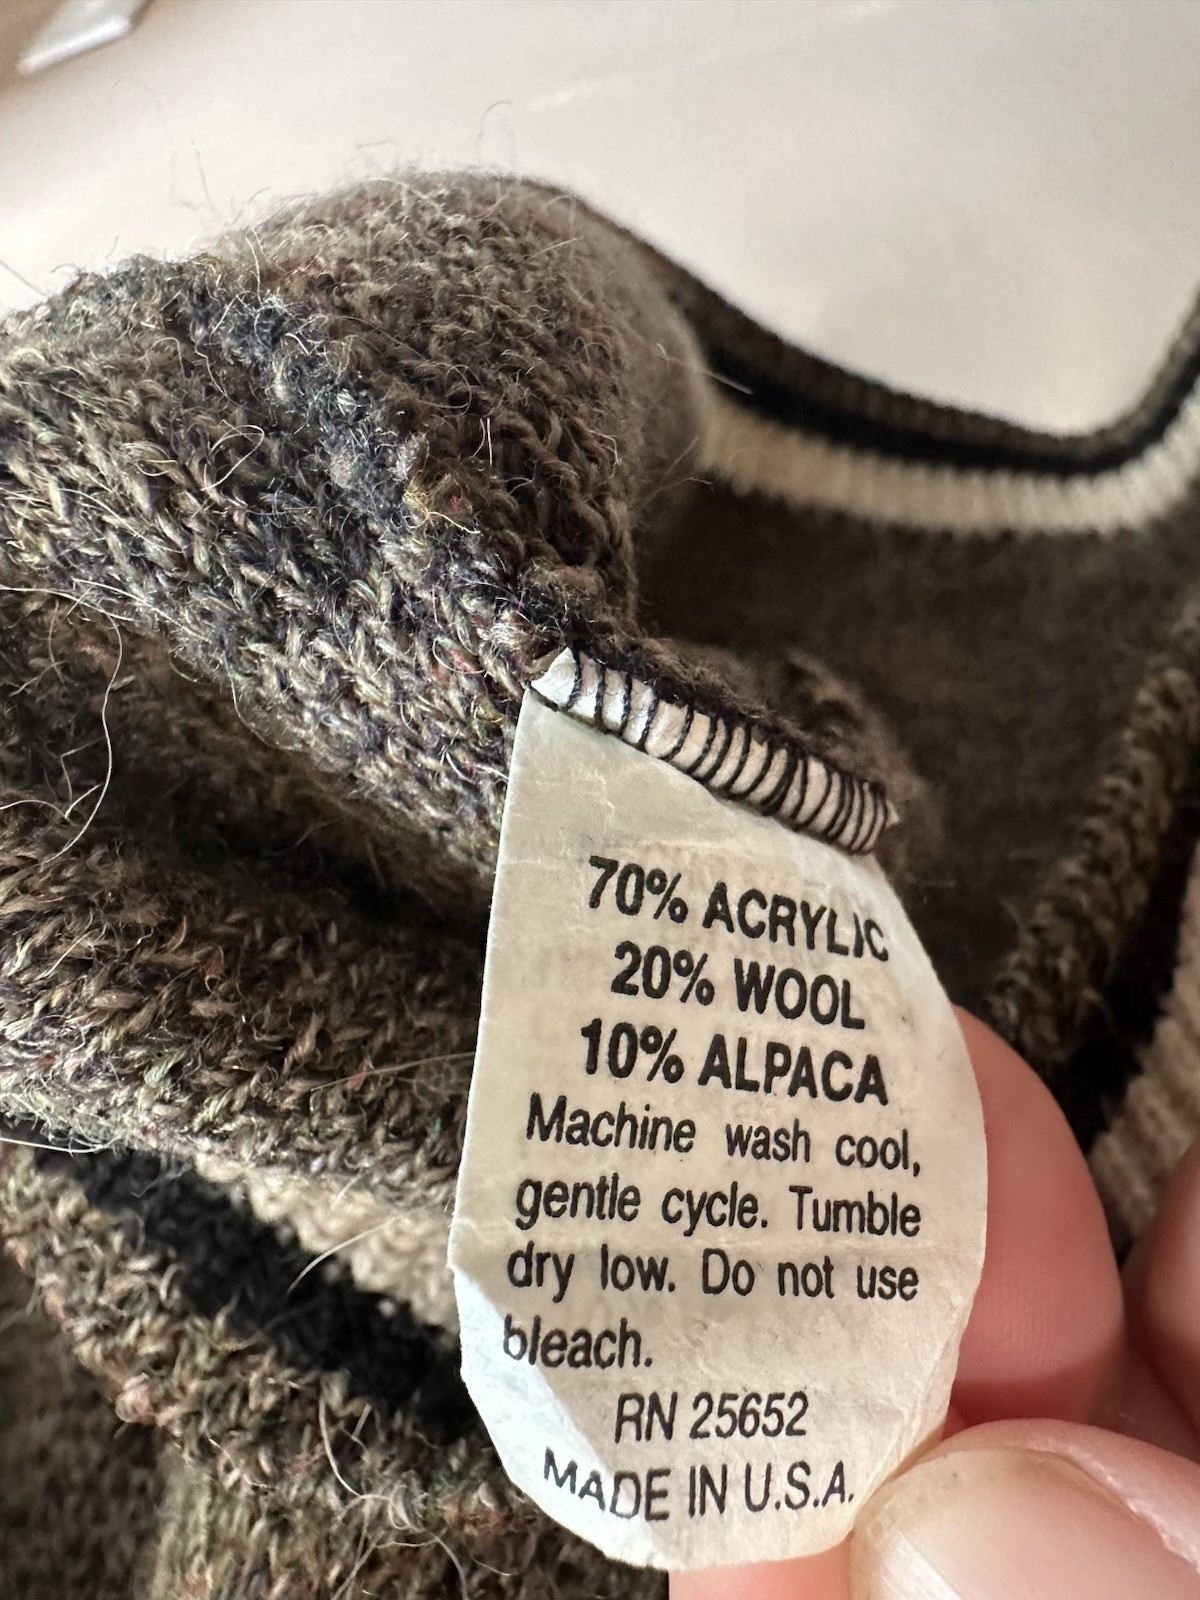 70% ACRYLIC
20% WOOL
10% ALPACA
Machine wash cool,
gentle cycle. Tumble
dry low. Do not use
bleach.
RN 25652
MADE IN U.S.A.